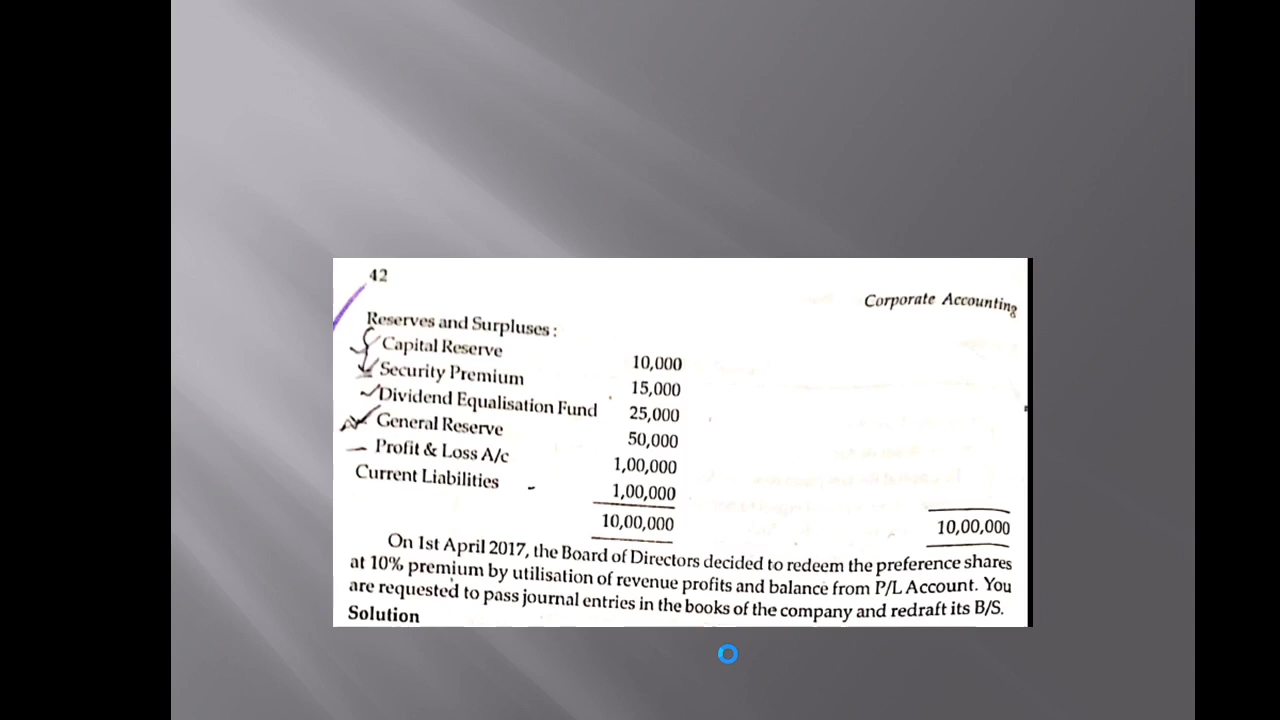 42
Corporate Accounting
Reserves and Surpluses :
Capital Reserve 10,000
Security Premium 15,000
Dividend Equalisation Fund 25,000
General Reserve 50,000
Profit & Loss A/c 1,00,000
Current Liabilities - 1,00,000
10,00,000 10,00,000
On 1st April 2017, the Board of Directors decided to redeem the preference shares
at 10% premium by utilisation of revenue profits and balance from P/L Account. You
are requested to pass journal entries in the books of the company and redraft its B/S.
Solution